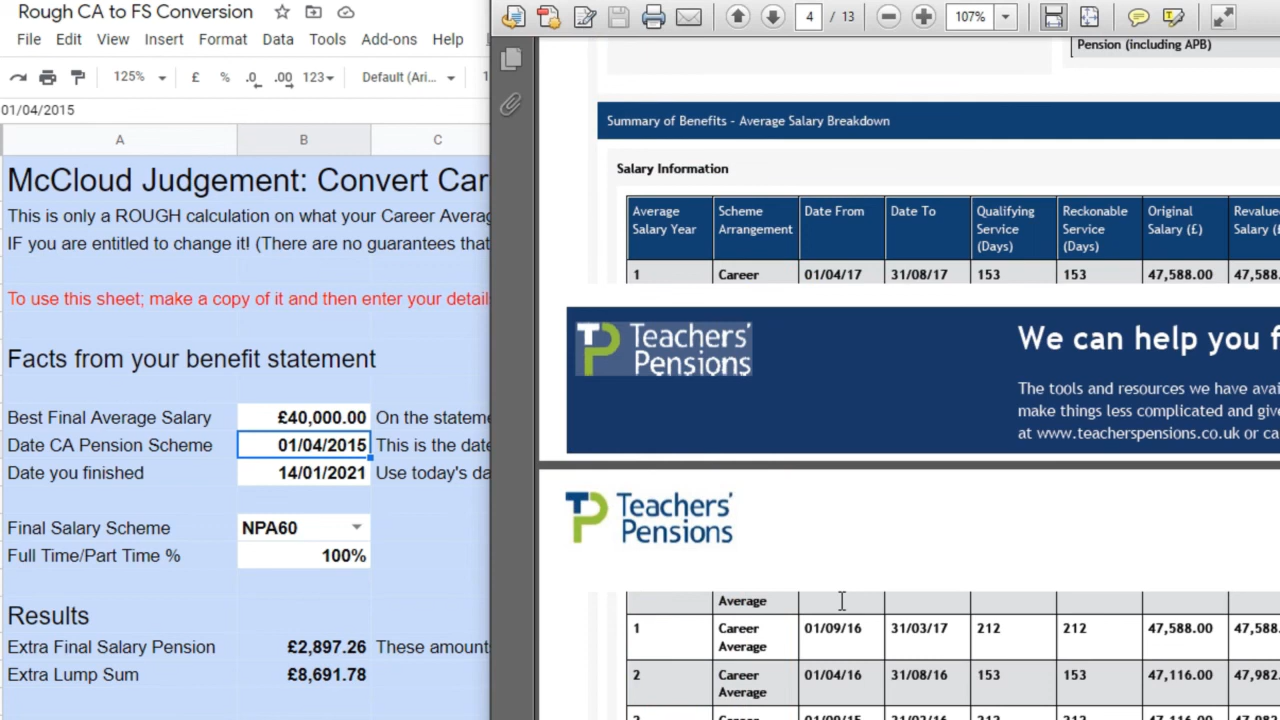 Rough CA to FS Conversion
File Edit View Insert Format Data Tools Add-ons Help
125% £ % .0 .00 123 Default (Ari... 1
01/04/2015
A B C
McCloud Judgement: Convert Car
This is only a ROUGH calculation on what your Career Averag
IF you are entitled to change it! (There are no guarantees that
To use this sheet; make a copy of it and then enter your detail
Facts from your benefit statement
Best Final Average Salary £40,000.00 On the stateme
Date CA Pension Scheme 01/04/2015 This is the date
Date you finished 14/01/2021 Use today's da
Final Salary Scheme NPA60
Full Time/Part Time % 100%
Results
Extra Final Salary Pension £2,897.26 These amount
Extra Lump Sum £8,691.78
4 / 13 107%
Pension (including APB)
Summary of Benefits - Average Salary Breakdown
Salary Information
Average Salary Year Scheme Arrangement Date From Date To Qualifying Service (Days) Reckonable Service (Days) Original Salary (£) Revalue Salary (£
1 Career 01/04/17 31/08/17 153 153 47,588.00 47,588.
TP Teachers' Pensions
We can help you f
The tools and resources we have avai
make things less complicated and give
at www.teacherspensions.co.uk or ca
TP Teachers' Pensions
Average
1 Career Average 01/09/16 31/03/17 212 212 47,588.00 47,588.
2 Career Average 01/04/16 31/08/16 153 153 47,116.00 47,982.